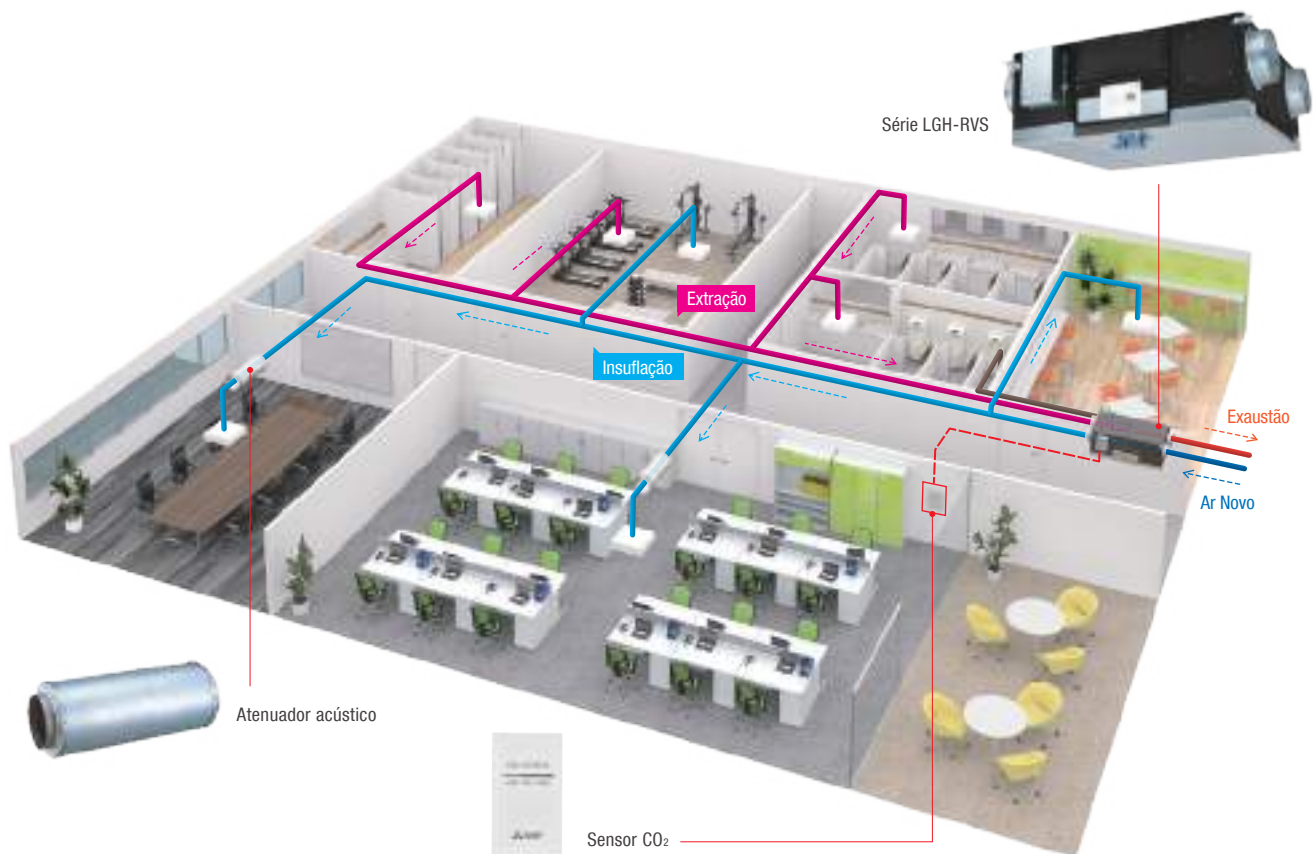 Série LGH-RVS
Extração
Insuflação
Exaustão
Ar Novo
Atenuador acústico
Sensor CO₂